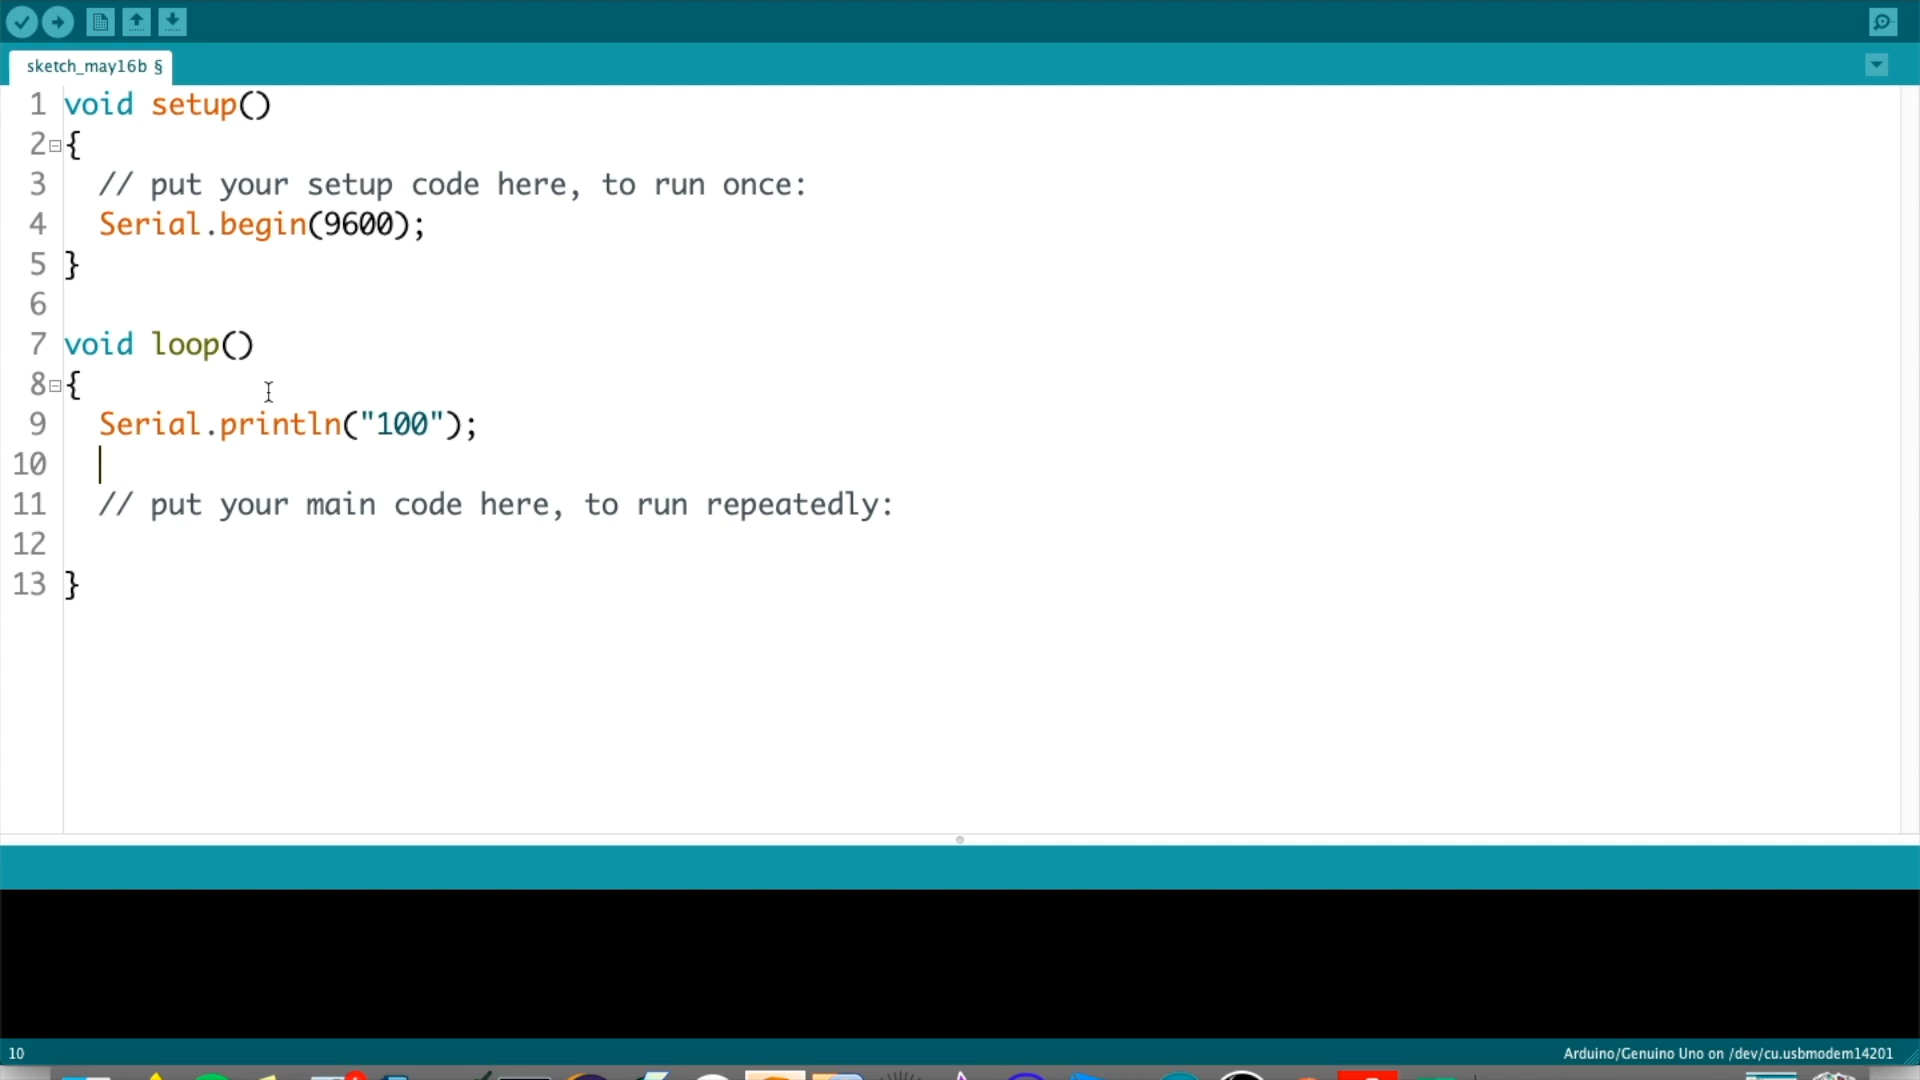 sketch_may16b §
1 void setup()
2 {
3 // put your setup code here, to run once:
4 Serial.begin(9600);
5 }
6
7 void loop()
8 {
9 Serial.println("100");
10
11 // put your main code here, to run repeatedly:
12
13 }
10
Arduino/Genuino Uno on /dev/cu.usbmodem14201